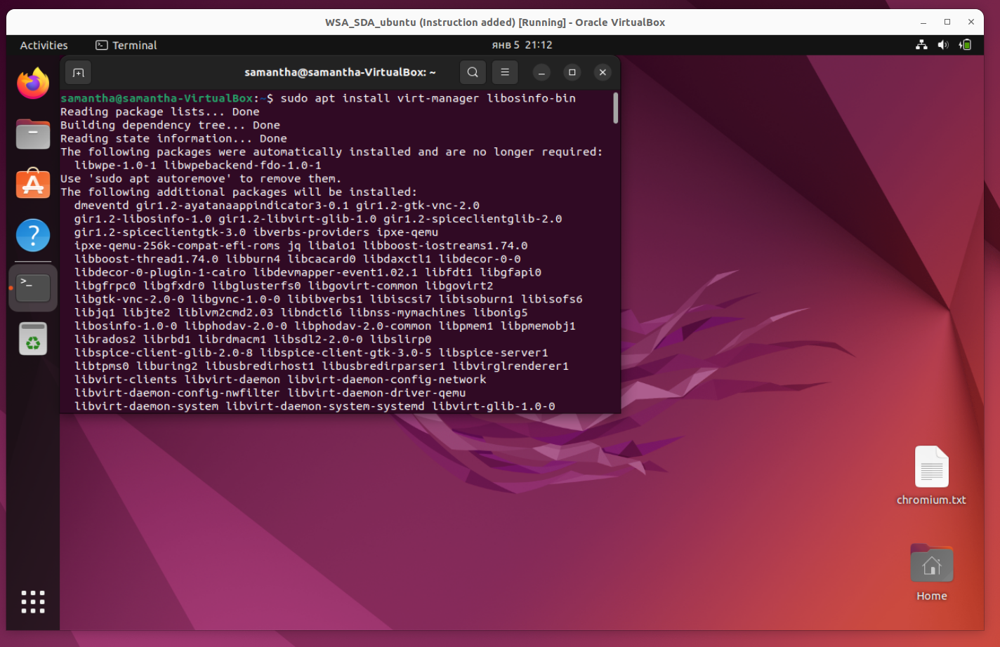 WSA_SDA_ubuntu (Instruction added) [Running] - Oracle VirtualBox
Activities
Terminal
янв 5 21:12
samantha@samantha-VirtualBox: ~
samantha@samantha-VirtualBox:~$ sudo apt install virt-manager libosinfo-bin
Reading package lists... Done
Building dependency tree... Done
Reading state information... Done
The following packages were automatically installed and are no longer required:
libwpe-1.0-1 libwpebackend-fdo-1.0-1
Use 'sudo apt autoremove' to remove them.
The following additional packages will be installed:
dmeventd gir1.2-ayatanaappindicator3-0.1 gir1.2-gtk-vnc-2.0
gir1.2-libosinfo-1.0 gir1.2-libvirt-glib-1.0 gir1.2-spiceclientglib-2.0
gir1.2-spiceclientgtk-3.0 ibverbs-providers ipxe-qemu
ipxe-qemu-256k-compat-efi-roms jq libaio1 libboost-iostreams1.74.0
libboost-thread1.74.0 libburn4 libcacard0 libdaxctl1 libdecor-0-0
libdecor-0-plugin-1-cairo libdevmapper-event1.02.1 libfdt1 libgfapi0
libgfrpc0 libgfxdr0 libglusterfs0 libgovirt-common libgovirt2
libgtk-vnc-2.0-0 libgvnc-1.0-0 libibverbs1 libiscsi7 libisoburn1 libisofs6
libjq1 libjte2 liblvm2cmd2.03 libndctl6 libnss-mymachines libonig5
libosinfo-1.0-0 libphodav-2.0-0 libphodav-2.0-common libpmem1 libpmemobj1
librados2 librbd1 librdmacm1 libsdl2-2.0-0 libslirp0
libspice-client-glib-2.0-8 libspice-client-gtk-3.0-5 libspice-server1
libtpms0 liburing2 libusbredirhost1 libusbredirparser1 libvirglrenderer1
libvirt-clients libvirt-daemon libvirt-daemon-config-network
libvirt-daemon-config-nwfilter libvirt-daemon-driver-qemu
libvirt-daemon-system libvirt-daemon-system-systemd libvirt-glib-1.0-0
chromium.txt
Home